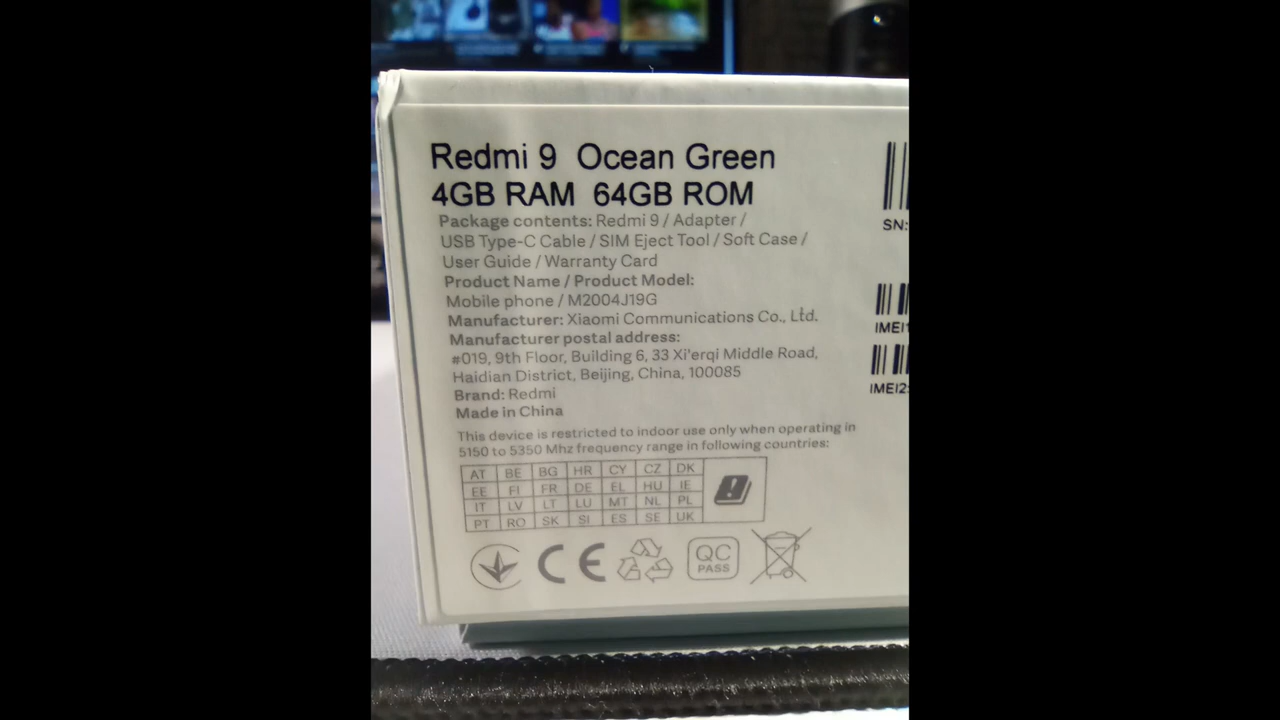 Redmi 9 Ocean Green
4GB RAM 64GB ROM
Package contents: Redmi 9 / Adapter /
USB Type-C Cable / SIM Eject Tool / Soft Case /
User Guide / Warranty Card
Product Name / Product Model:
Mobile phone / M2004J19G
Manufacturer: Xiaomi Communications Co., Ltd.
Manufacturer postal address:
#019, 9th Floor, Building 6, 33 Xi'erqi Middle Road,
Haidian District, Beijing, China, 100085
Brand: Redmi
Made in China
This device is restricted to indoor use only when operating in
5150 to 5350 Mhz frequency range in following countries:
AT BE BG HR CY CZ DK
EE FI FR DE EL HU IE
IT LV LT LU MT NL PL
PT RO SK SI ES SE UK
CE
QC
PASS
SN:
IMEI1
IMEI2: